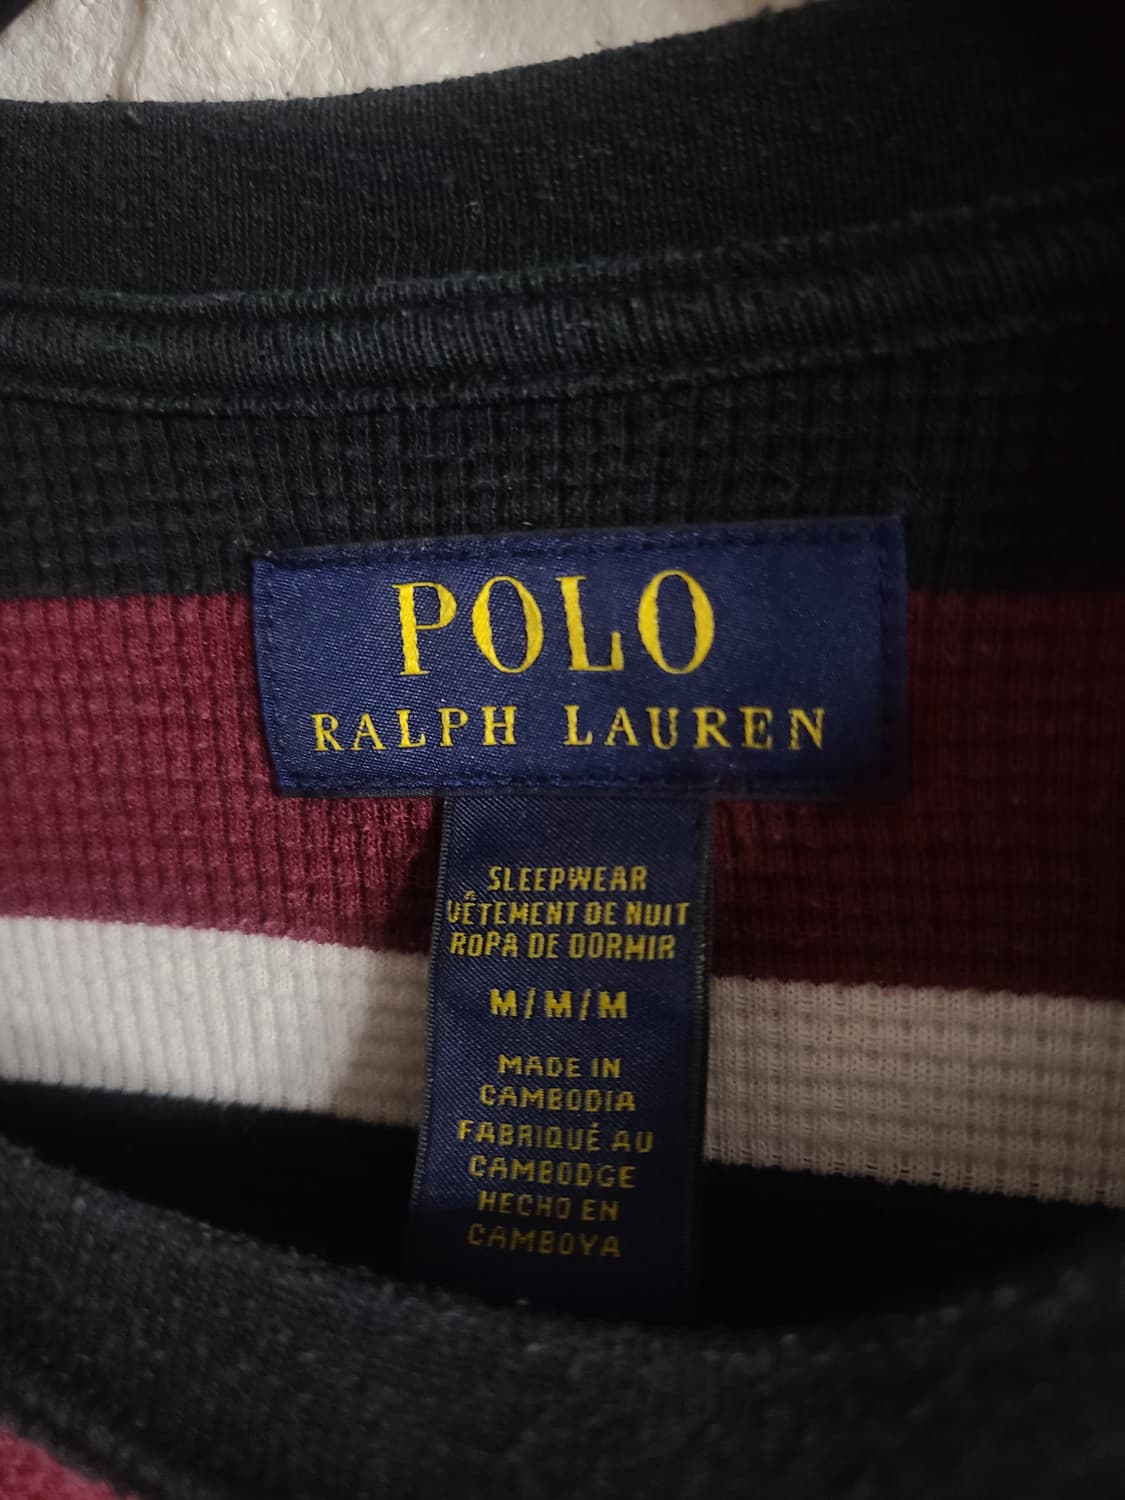 POLO
RALPH LAUREN
SLEEPWEAR
VÊTEMENT DE NUIT
ROPA DE DORMIR
M/M/M
MADE IN
CAMBODIA
FABRIQUÉ AU
CAMBODGE
HECHO EN
CAMBOYA